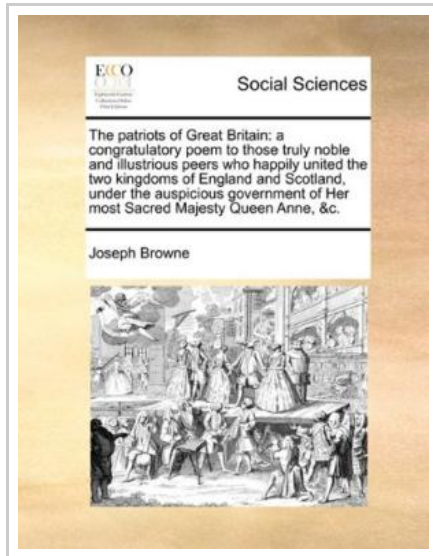 ECCO
Social Sciences
The patriots of Great Britain: a
congratulatory poem to those truly noble
and illustrious peers who happily united the
two kingdoms of England and Scotland,
under the auspicious government of Her
most Sacred Majesty Queen Anne, &c.
Joseph Browne